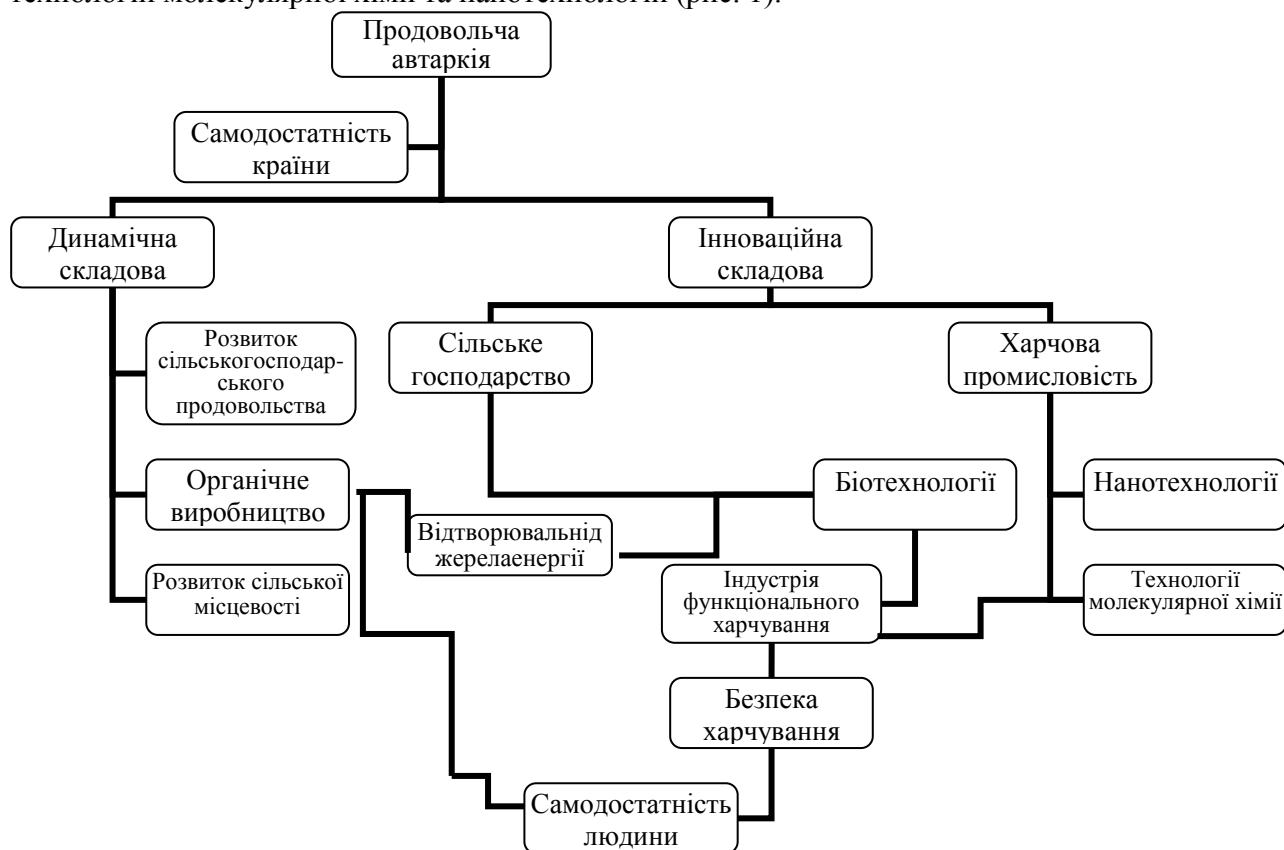 технологій молекулярної хімії та нанотехнологій (рис. 1).
Продовольча
автаркія
Самодостатність
країни
Динамічна
складова
Інноваційна
складова
Розвиток
сільськогосподар-
ського
продовольства
Сільське
господарство
Харчова
промисловість
Органічне
виробництво
Відтворювальнід
жерелаенергії
Біотехнології
Нанотехнології
Розвиток сільської
місцевості
Індустрія
функціонального
харчування
Технології
молекулярної хімії
Безпека
харчування
Самодостатність
людини